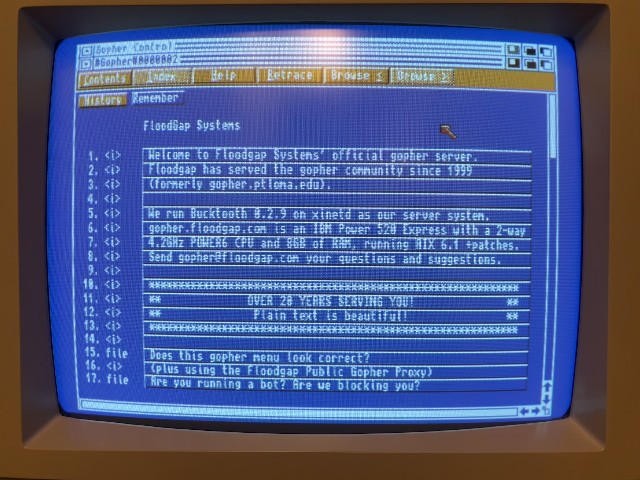 Gopher Control
#Gopher#0000002
Contents Index Help Retrace Browse < Browse >
History Remember
FloodGap Systems
1. <i> Welcome to Floodgap Systems' official gopher server.
2. <i> Floodgap has served the gopher community since 1999
3. <i> (formerly gopher.ptloma.edu).
4. <i>
5. <i> We run Bucktooth 0.2.9 on xinetd as our server system.
6. <i> gopher.floodgap.com is an IBM Power 520 Express with a 2-way
7. <i> 4.2GHz POWER6 CPU and 8GB of RAM, running AIX 6.1 +patches.
8. <i> Send gopher@floodgap.com your questions and suggestions.
9. <i>
10. <i> ***********************************************************
11. <i> ** OVER 20 YEARS SERVING YOU! **
12. <i> ** Plain text is beautiful! **
13. <i> ***********************************************************
14. <i>
15. file Does this gopher menu look correct?
16. <i> (plus using the Floodgap Public Gopher Proxy)
17. file Are you running a bot? Are we blocking you?